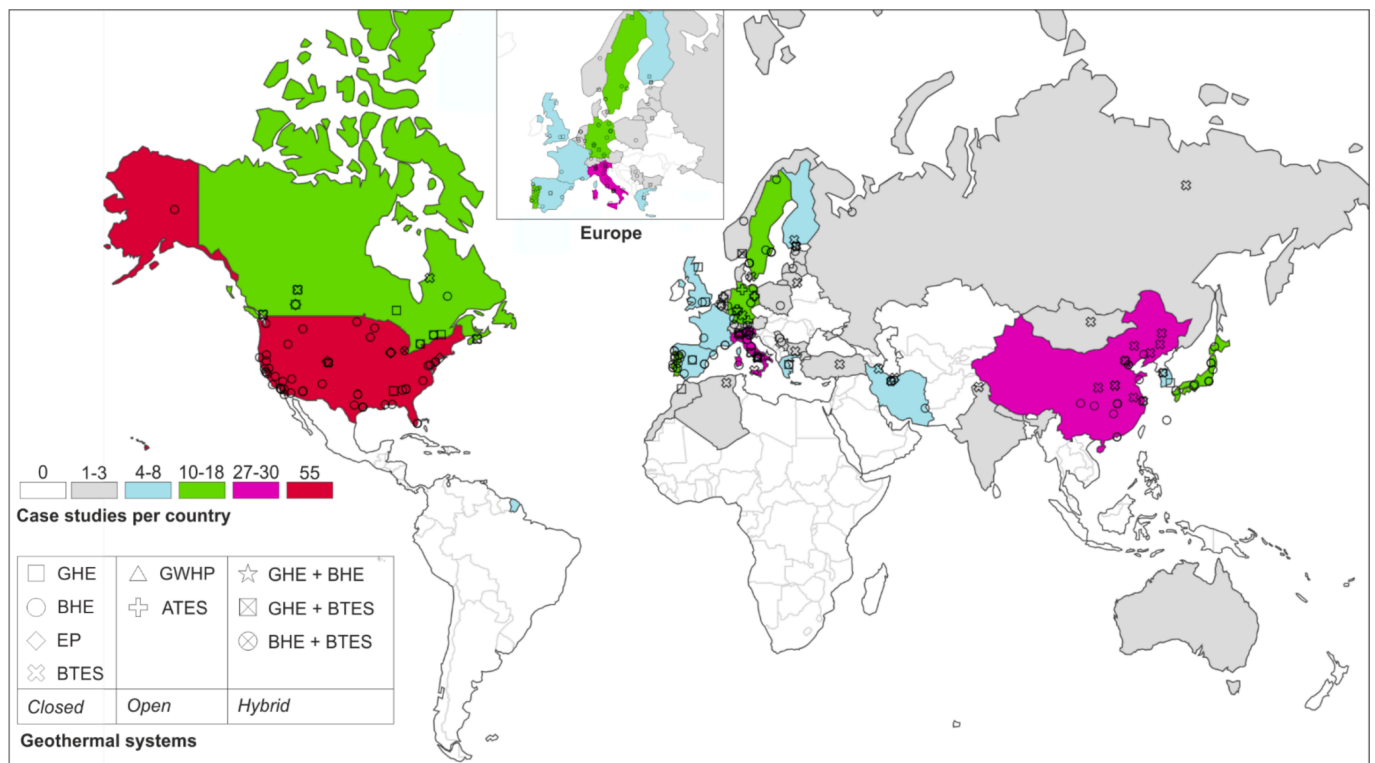 Europe
0 1-3 4-8 10-18 27-30 55
Case studies per country
GHE GWHP GHE + BHE
BHE ATES GHE + BTES
EP BHE + BTES
BTES
Closed Open Hybrid
Geothermal systems